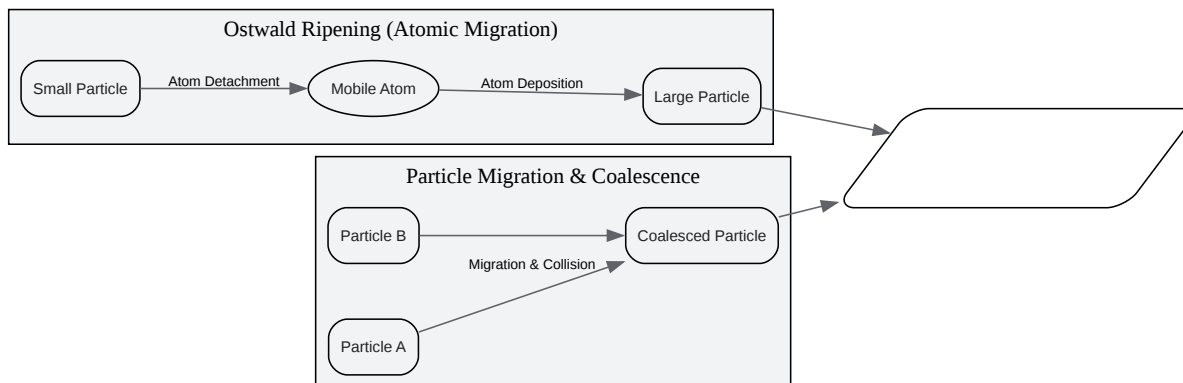 Ostwald Ripening (Atomic Migration)
Small Particle
Atom Detachment
Mobile Atom
Atom Deposition
Large Particle
Particle Migration & Coalescence
Particle B
Coalesced Particle
Migration & Collision
Particle A